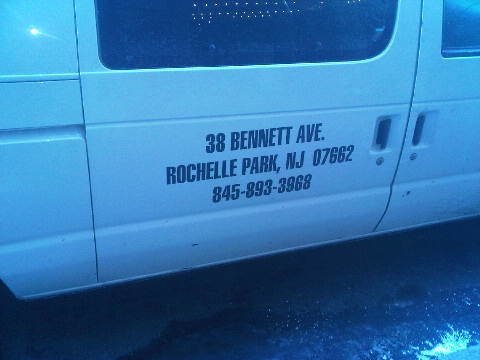 38 BENNETT AVE.
ROCHELLE PARK, NJ 07662
845-893-3968